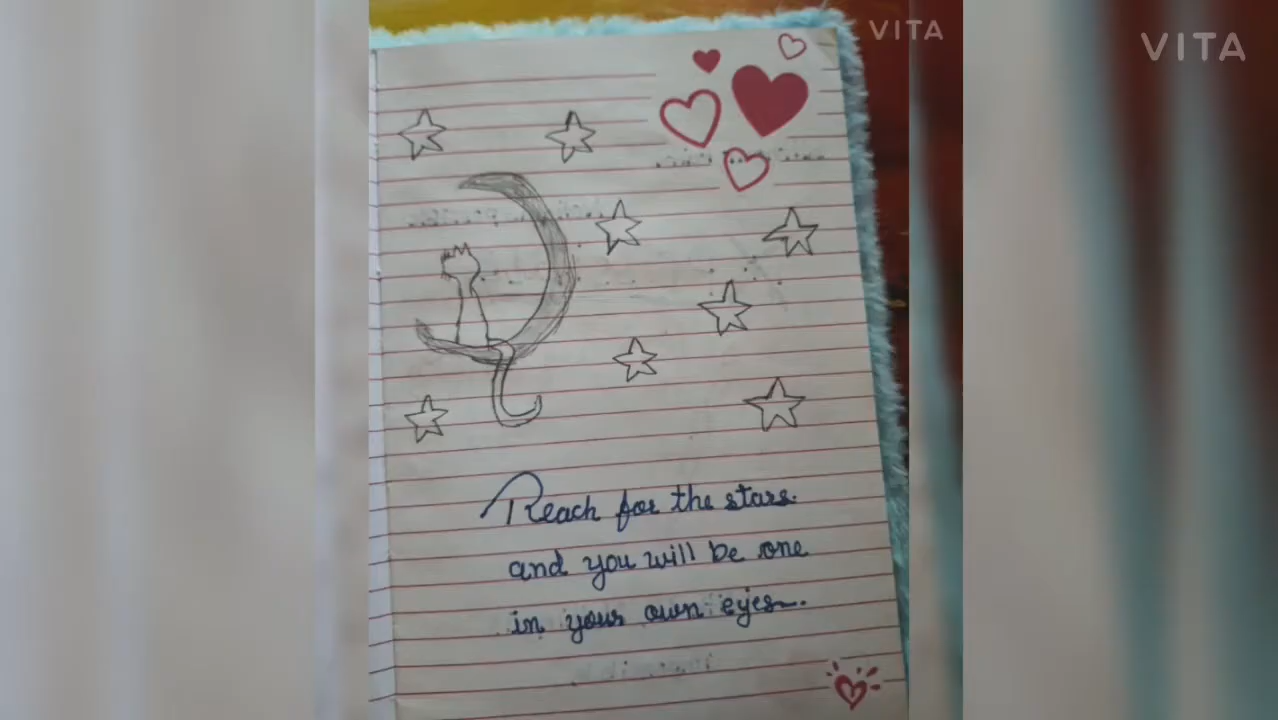 VITA
VITA
Reach for the stars.
and you will be one
in your own eyes.